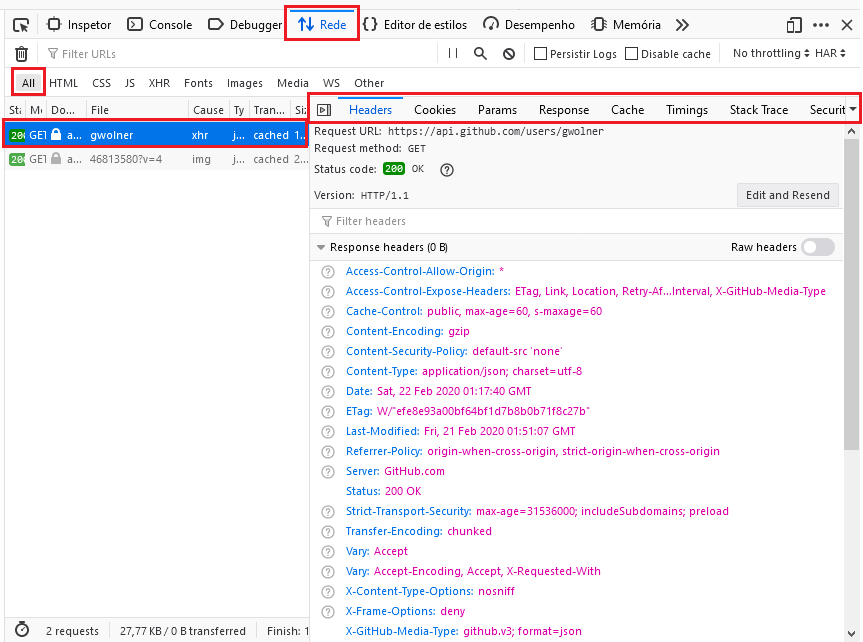 Inspetor Console Debugger Rede Editor de estilos Desempenho Memória
Filter URLs Persistir Logs Disable cache No throttling HAR
All HTML CSS JS XHR Fonts Images Media WS Other
Do... File Cause Ty Tran... Headers Cookies Params Response Cache Timings Stack Trace Securit
200 GET a... gwolner xhr j... cached 1...
200 GET a... 46813580?v=4 img j... cached 2...
Request URL: https://api.github.com/users/gwolner
Request method: GET
Status code: 200 OK
Version: HTTP/1.1 Edit and Resend
Filter headers
Response headers (0 B) Raw headers
Access-Control-Allow-Origin: *
Access-Control-Expose-Headers: ETag, Link, Location, Retry-Af...Interval, X-GitHub-Media-Type
Cache-Control: public, max-age=60, s-maxage=60
Content-Encoding: gzip
Content-Security-Policy: default-src 'none'
Content-Type: application/json; charset=utf-8
Date: Sat, 22 Feb 2020 01:17:40 GMT
ETag: W/"efe8e93a00bf64bf1d7b8b0b71f8c27b"
Last-Modified: Fri, 21 Feb 2020 01:51:07 GMT
Referrer-Policy: origin-when-cross-origin, strict-origin-when-cross-origin
Server: GitHub.com
Status: 200 OK
Strict-Transport-Security: max-age=31536000; includeSubdomains; preload
Transfer-Encoding: chunked
Vary: Accept
Vary: Accept-Encoding, Accept, X-Requested-With
X-Content-Type-Options: nosniff
X-Frame-Options: deny
X-GitHub-Media-Type: github.v3; format=json
2 requests 27,77 KB / 0 B transferred Finish: 1